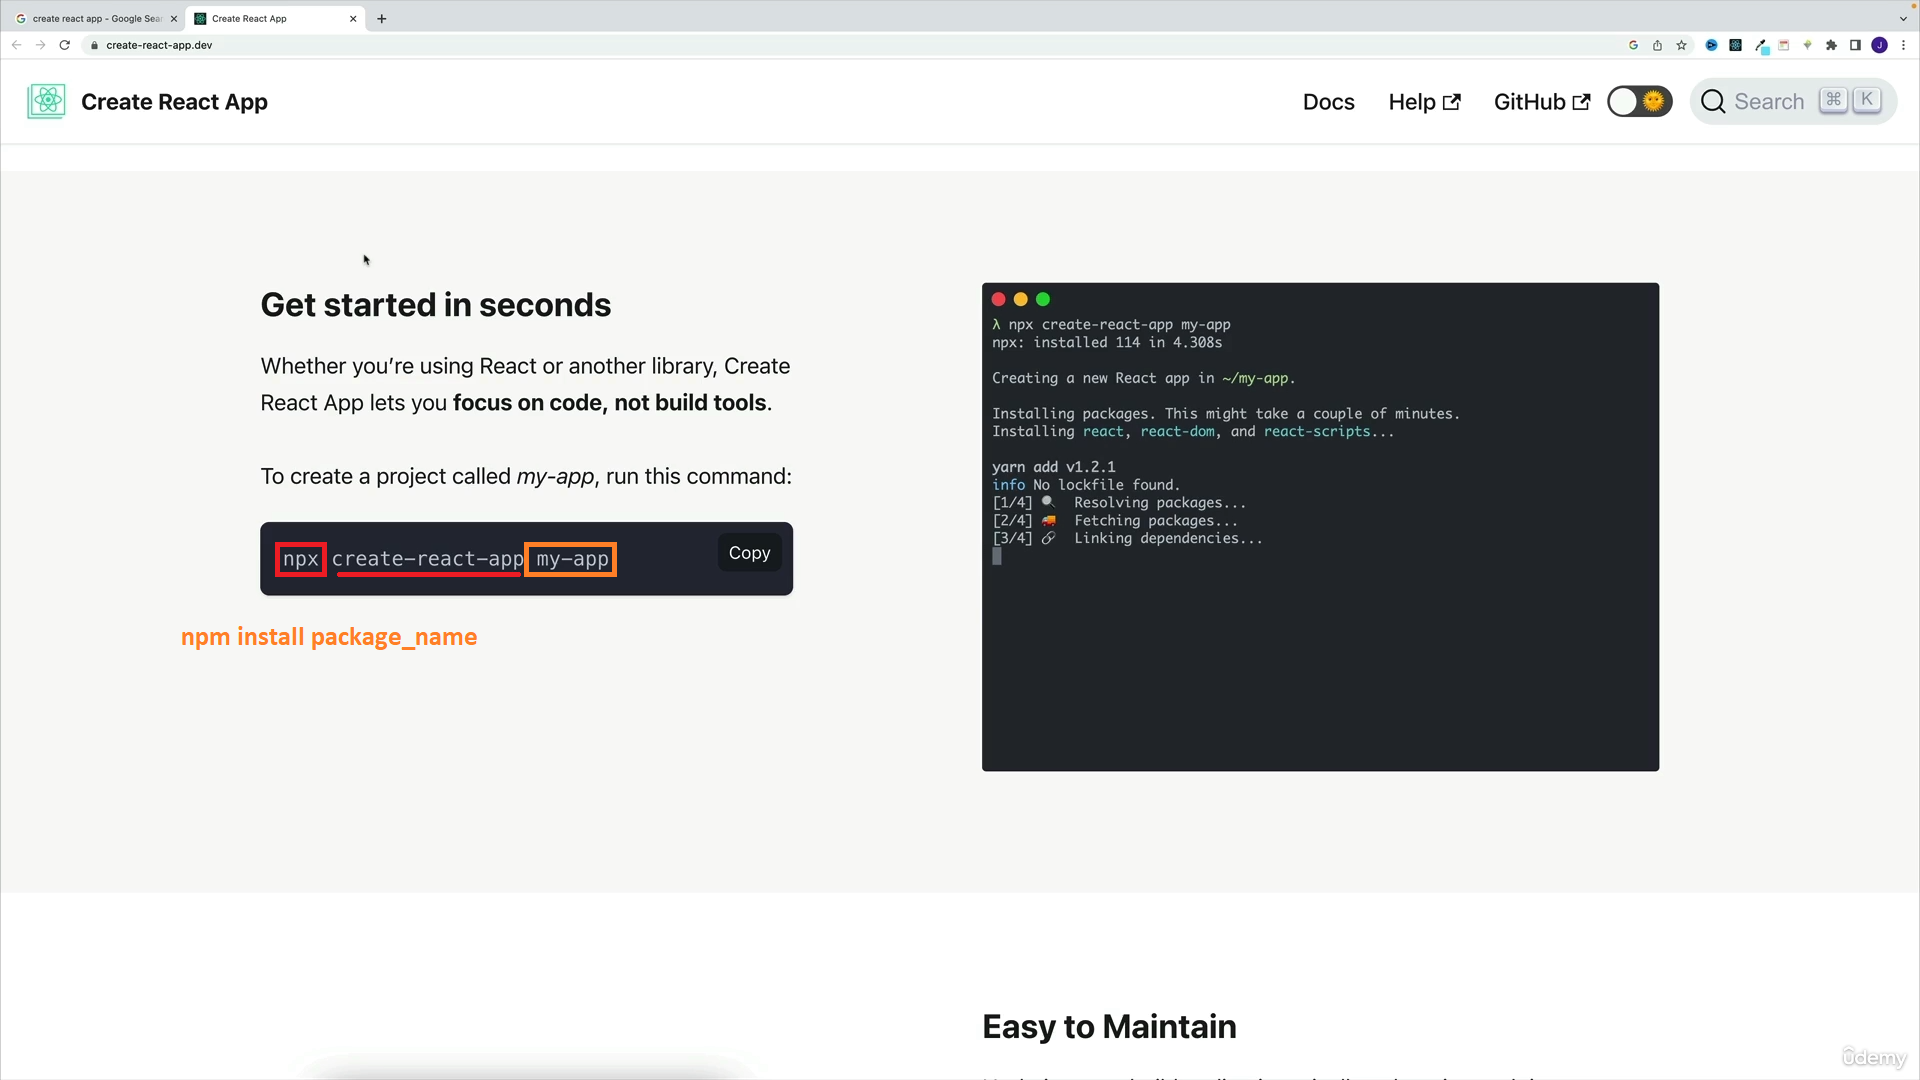 create react app - Google Sear
Create React App
create-react-app.dev
J
Create React App
Docs
Help
GitHub
Search
⌘ K
Get started in seconds
Whether you’re using React or another library, Create
React App lets you focus on code, not build tools.
To create a project called my-app, run this command:
npx create-react-app my-app
Copy
npm install package_name
λ npx create-react-app my-app
npx: installed 114 in 4.308s
Creating a new React app in ~/my-app.
Installing packages. This might take a couple of minutes.
Installing react, react-dom, and react-scripts...
yarn add v1.2.1
info No lockfile found.
[1/4] 🔍 Resolving packages...
[2/4] 🚚 Fetching packages...
[3/4] 🔗 Linking dependencies...
Easy to Maintain
ûdemy